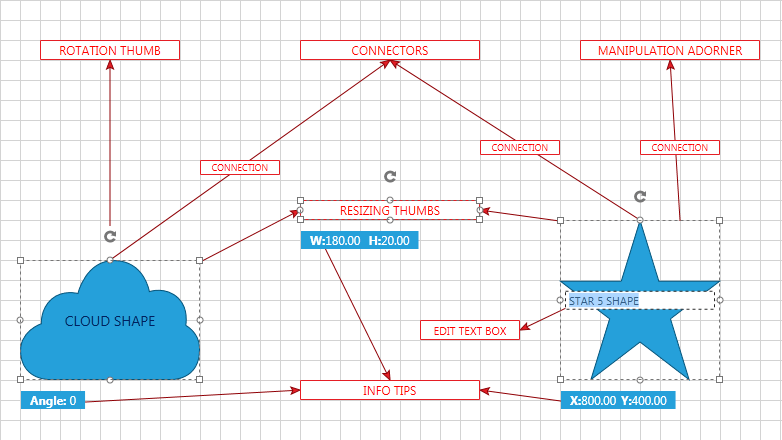 ROTATION THUMB
CONNECTORS
MANIPULATION ADORNER
CONNECTION
CONNECTION
CONNECTION
RESIZING THUMBS
W:180.00 H:20.00
STAR 5 SHAPE
CLOUD SHAPE
EDIT TEXT BOX
INFO TIPS
Angle: 0
X:800.00 Y:400.00